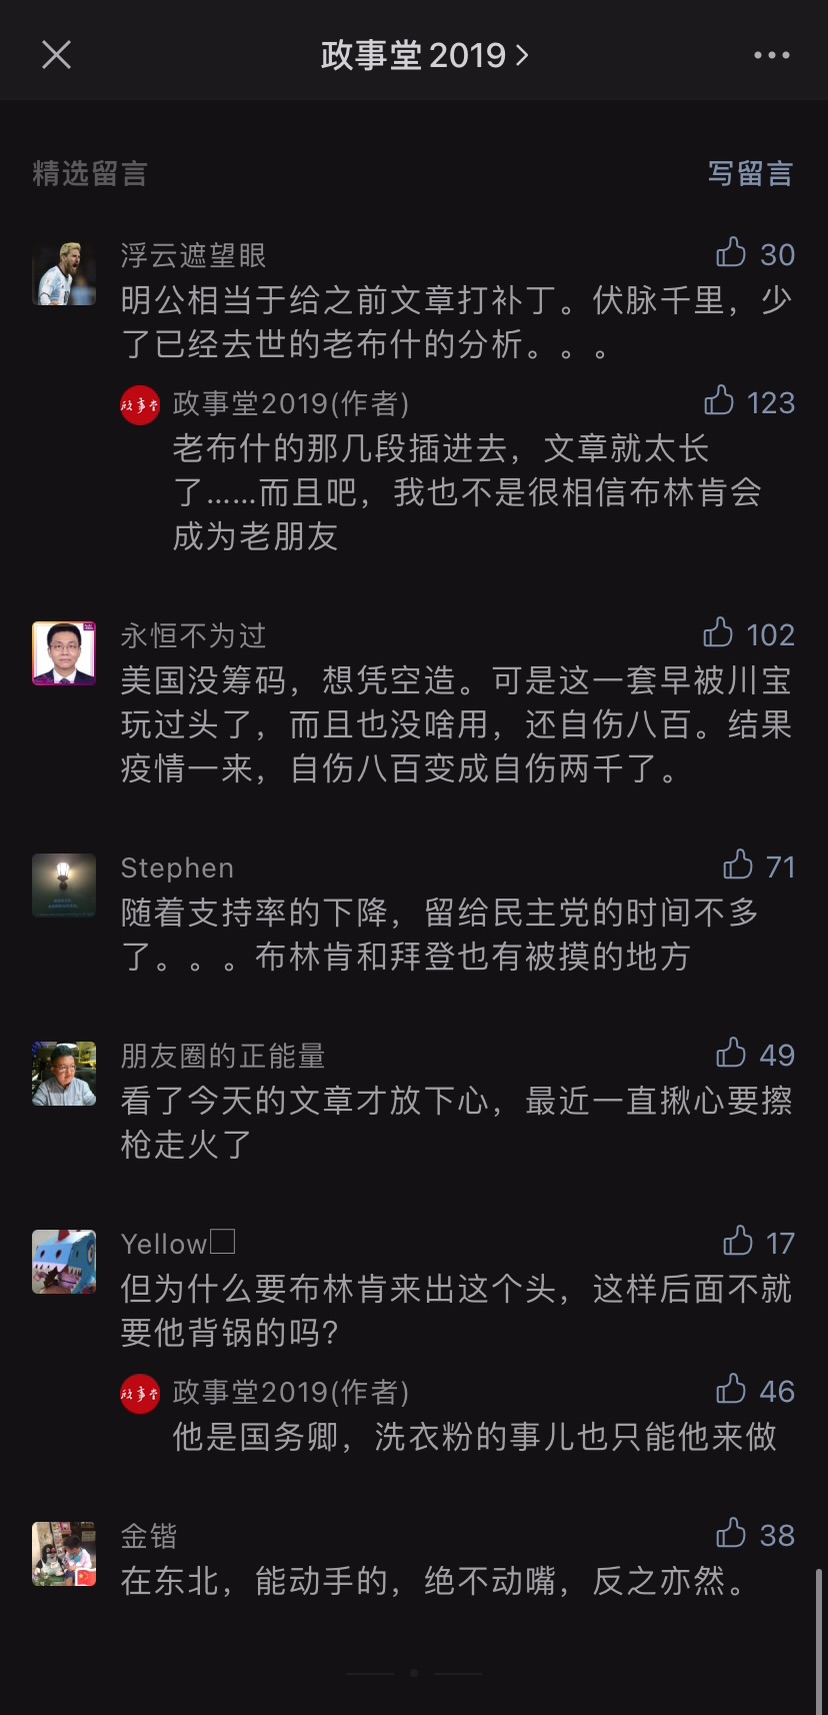 政事堂2019
精选留言
写留言
浮云遮望眼
30
明公相当于给之前文章打补丁。伏脉千里，少
了已经去世的老布什的分析。。。
政事堂2019(作者)
123
老布什的那几段插进去，文章就太长
了……而且吧，我也不是很相信布林肯会
成为老朋友
永恒不为过
102
美国没筹码，想凭空造。可是这一套早被川宝
玩过头了，而且也没啥用，还自伤八百。结果
疫情一来，自伤八百变成自伤两千了。
Stephen
71
随着支持率的下降，留给民主党的时间不多
了。。。布林肯和拜登也有被摸的地方
朋友圈的正能量
49
看了今天的文章才放下心，最近一直揪心要擦
枪走火了
Yellow
17
但为什么要布林肯来出这个头，这样后面不就
要他背锅的吗?
政事堂2019(作者)
46
他是国务卿，洗衣粉的事儿也只能他来做
金锴
38
在东北，能动手的，绝不动嘴，反之亦然。